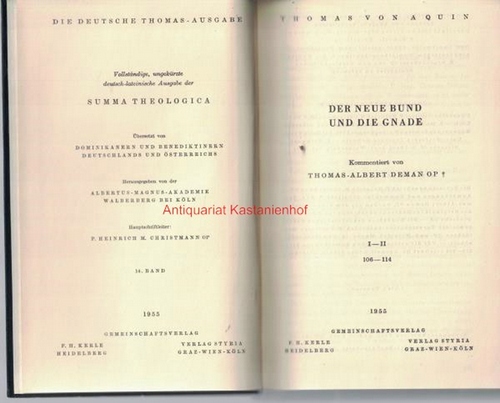 DIE DEUTSCHE THOMAS-AUSGABE
Vollständige, ungekürzte
deutsch-lateinische Ausgabe der
SUMMA THEOLOGICA
Übersetzt von
DOMINIKANERN UND BENEDIKTINERN
DEUTSCHLANDS UND ÖSTERREICHS
Herausgegeben von der
ALBERTUS-MAGNUS-AKADEMIE
WALBERBERG BEI KÖLN
Hauptschriftleiter:
P. HEINRICH M. CHRISTMANN OP
14. BAND
1955
GEMEINSCHAFTSVERLAG
F. H. KERLE VERLAG STYRIA
HEIDELBERG GRAZ-WIEN-KÖLN
THOMAS VON AQUIN
DER NEUE BUND
UND DIE GNADE
Kommentiert von
THOMAS-ALBERT DEMAN OP †
I—II
106—114
1955
GEMEINSCHAFTSVERLAG
F. H. KERLE VERLAG STYRIA
HEIDELBERG GRAZ-WIEN-KÖLN
Antiquariat Kastanienhof